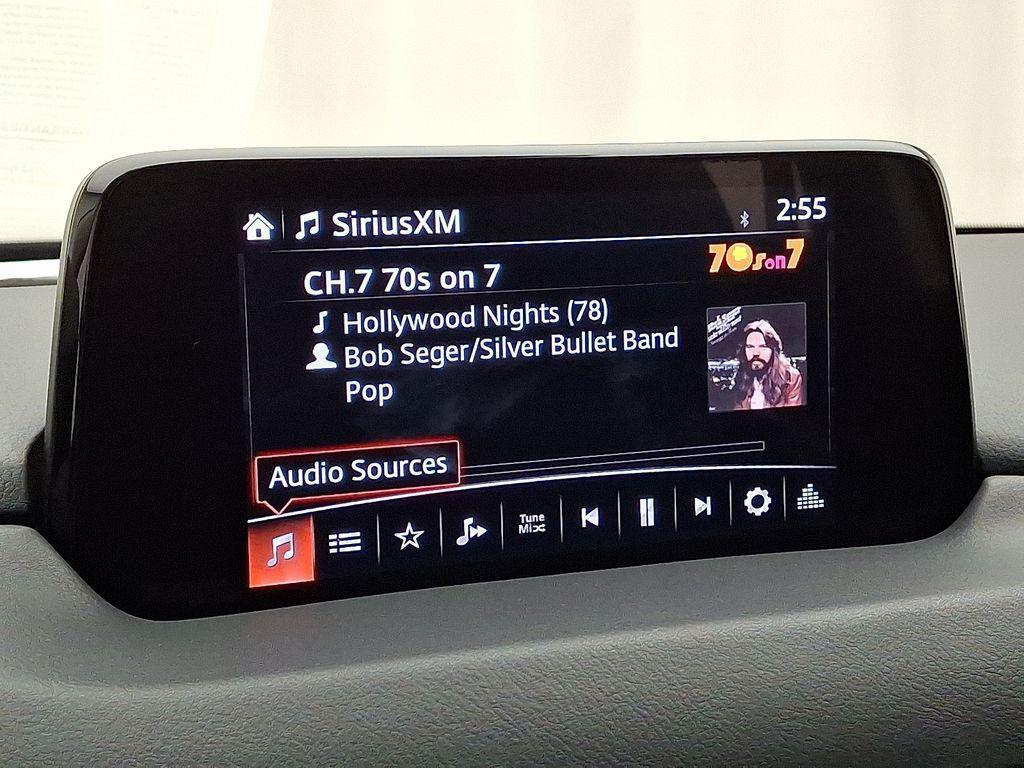 SiriusXM
2:55
CH.7 70s on 7
70s on 7
Hollywood Nights (78)
Bob Seger/Silver Bullet Band
Pop
Audio Sources
Tune
Mix